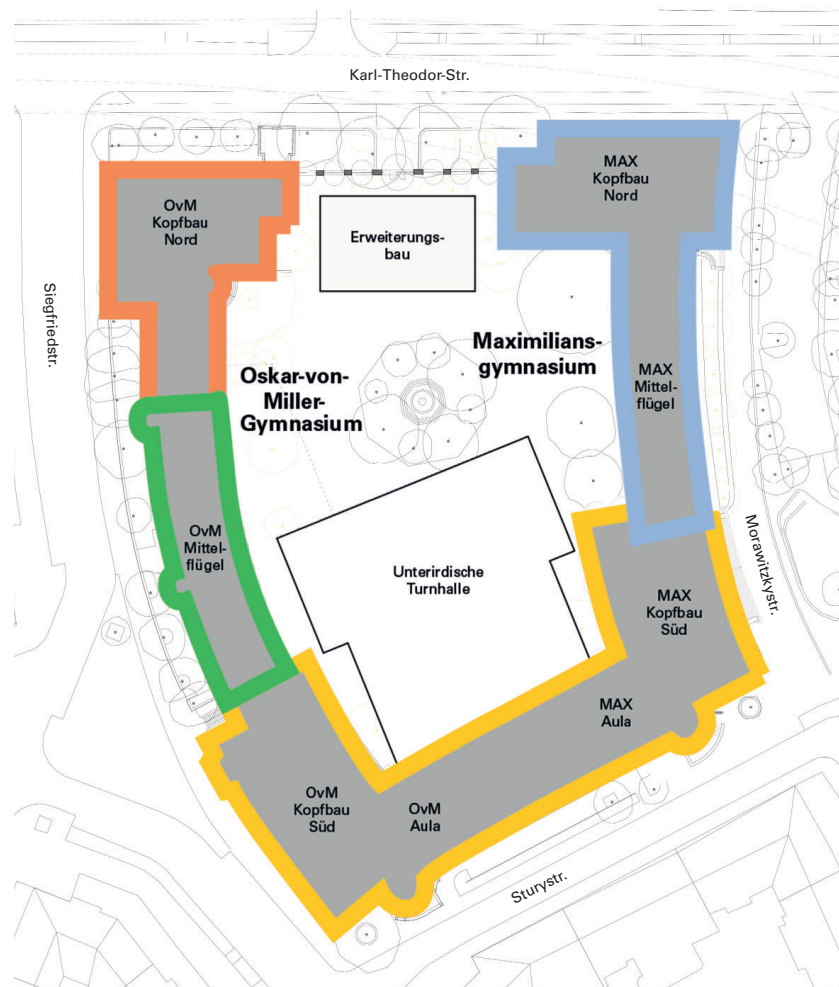 Karl-Theodor-Str.
MAX
Kopfbau
Nord
OvM
Kopfbau
Nord
Erweiterungs-
bau
Siegfriedstr.
Maximilians-
gymnasium
Oskar-von-
Miller-
Gymnasium
MAX
Mittel-
flügel
OvM
Mittel-
flügel
Unterirdische
Turnhalle
Morawitzkystr.
MAX
Kopfbau
Süd
MAX
Aula
OvM
Kopfbau
Süd
OvM
Aula
Sturystr.